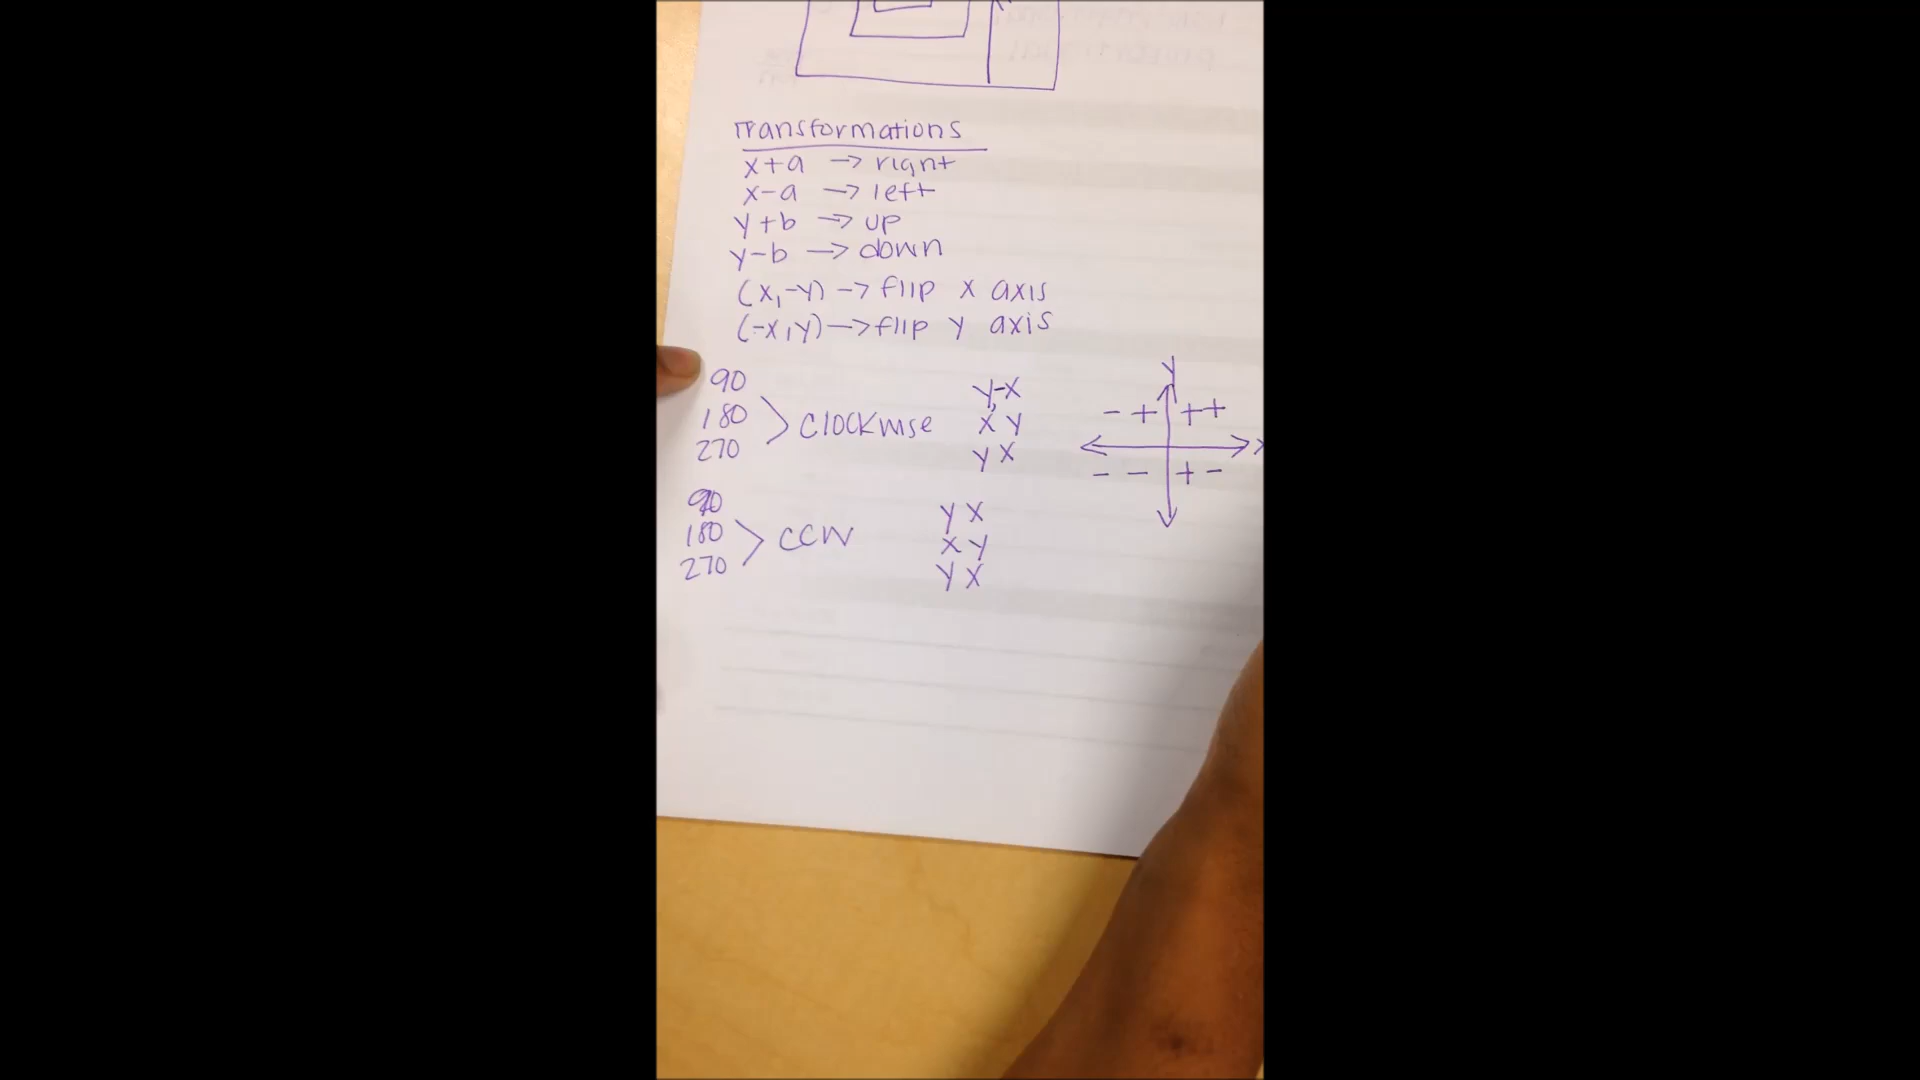 Transformations
x+a → right
x-a → left
y+b → up
y-b → down
(x,-y) → flip x axis
(-x,y) → flip y axis
90
180 > clockwise
270
y,-x
x y
y x
y
- + ++
x
- - + -
90
180 > CCW
270
y x
x y
y x